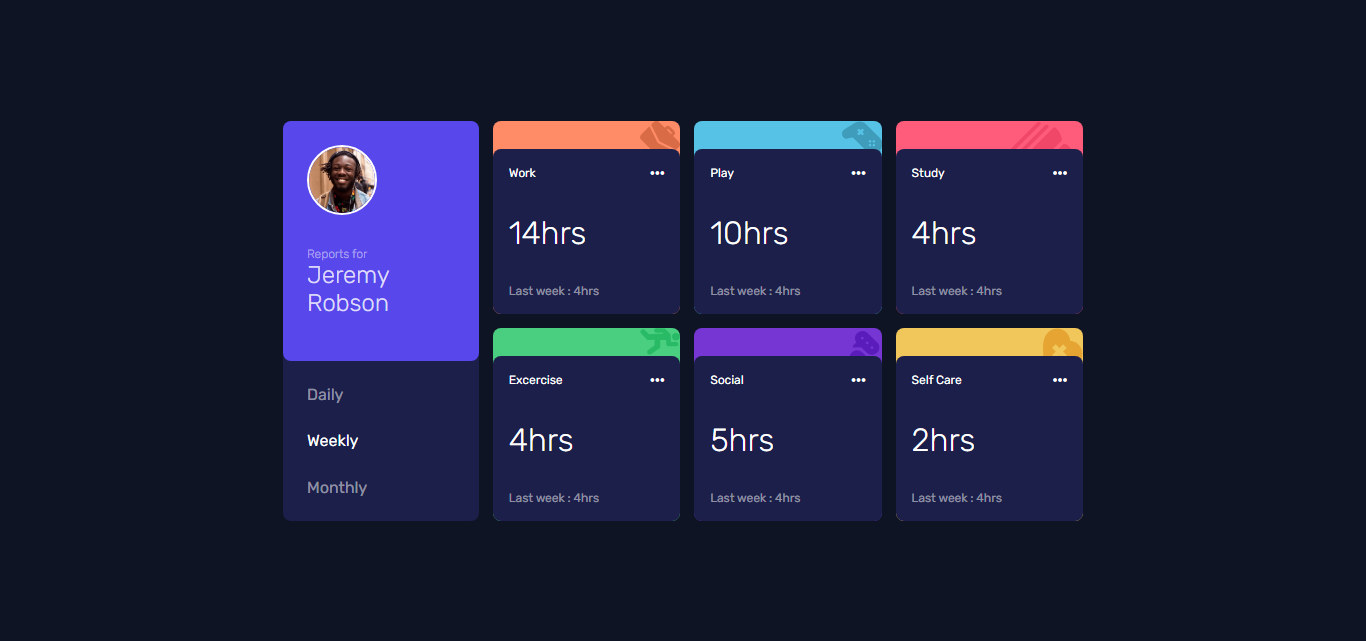 Reports for
Jeremy
Robson
Daily
Weekly
Monthly
Work
14hrs
Last week : 4hrs
Play
10hrs
Last week : 4hrs
Study
4hrs
Last week : 4hrs
Excercise
4hrs
Last week : 4hrs
Social
5hrs
Last week : 4hrs
Self Care
2hrs
Last week : 4hrs